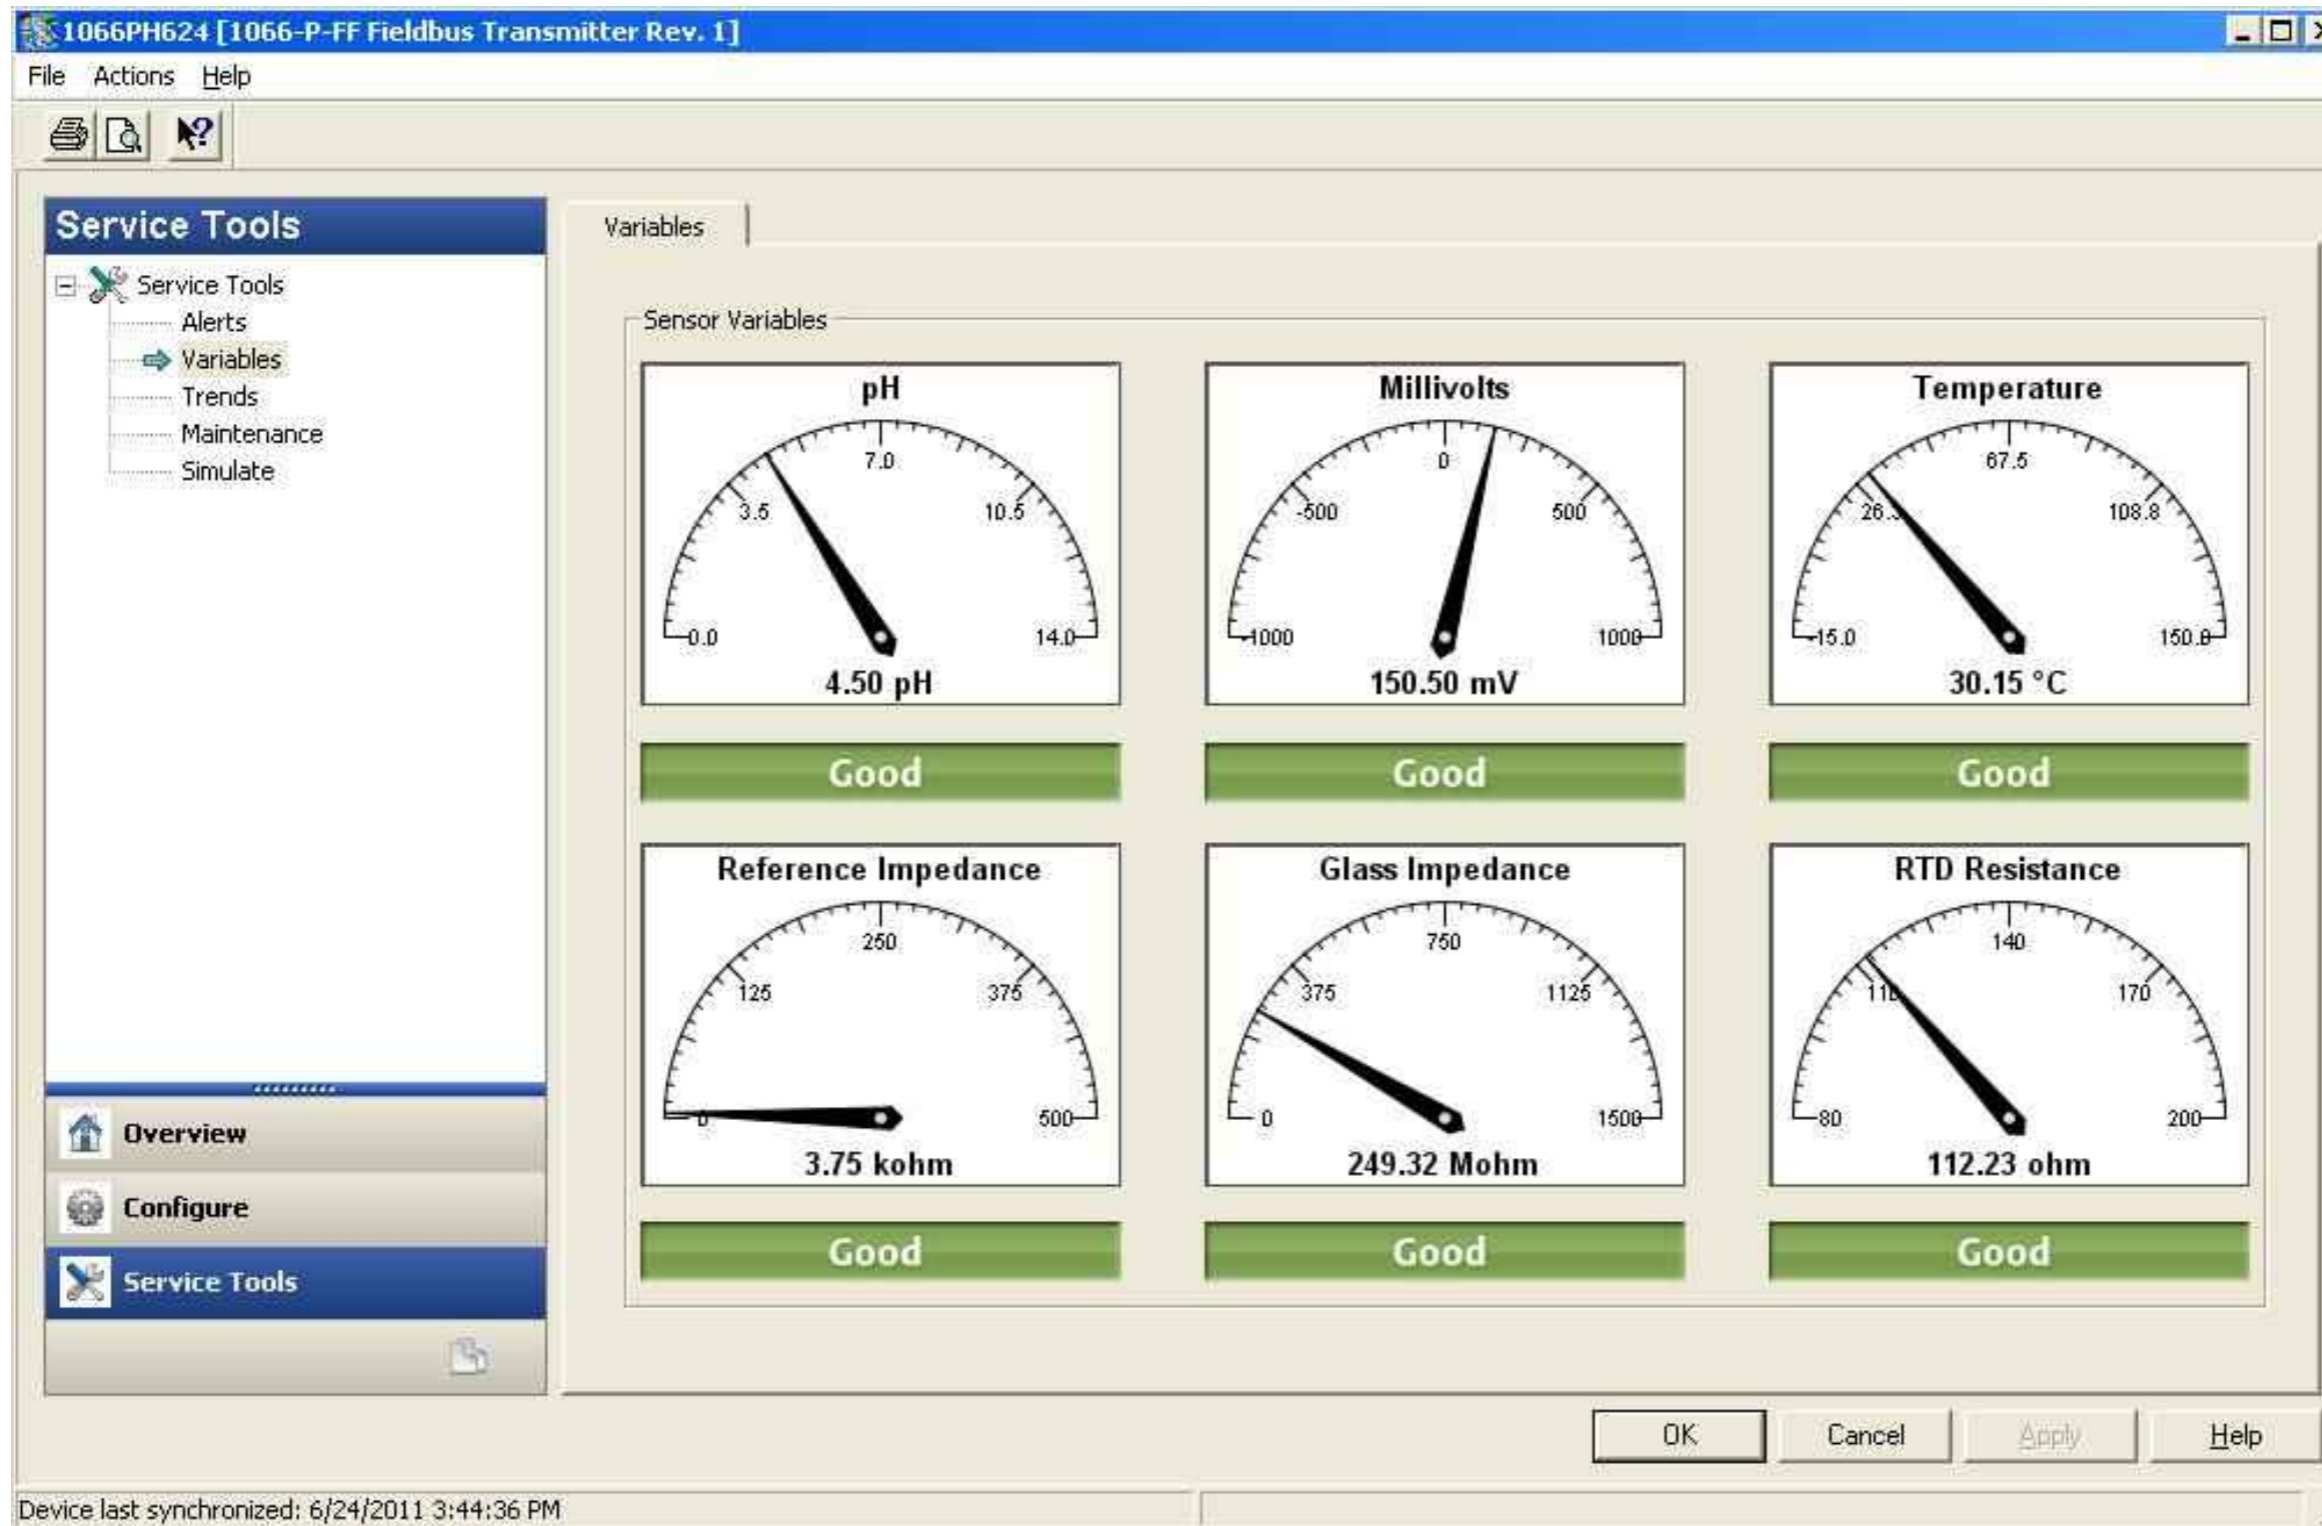 1066PH624 [1066-P-FF Fieldbus Transmitter Rev. 1]
File Actions Help
Service Tools
Service Tools
Alerts
Variables
Trends
Maintenance
Simulate
Overview
Configure
Service Tools
Variables
Sensor Variables
pH
7.0
3.5 10.5
0.0 14.0
4.50 pH
Good
Millivolts
0
-500 500
-1000 1000
150.50 mV
Good
Temperature
67.5
108.8
-15.0 150.0
30.15 °C
Good
Reference Impedance
250
125 375
0 500
3.75 kohm
Good
Glass Impedance
750
375 1125
0 1500
249.32 Mohm
Good
RTD Resistance
140
110 170
80 200
112.23 ohm
Good
OK Cancel Apply Help
Device last synchronized: 6/24/2011 3:44:36 PM